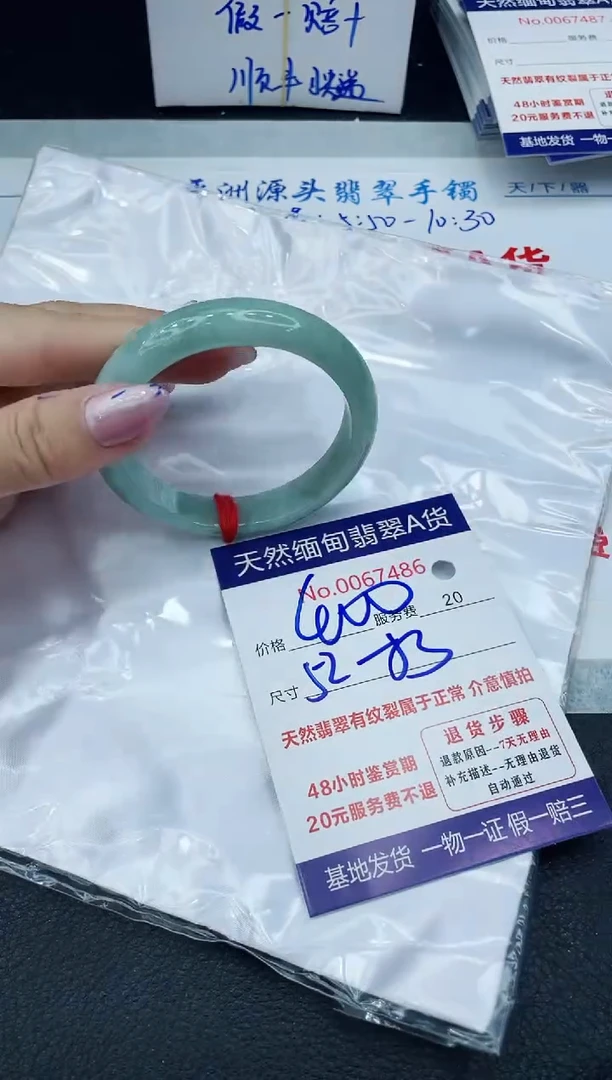 假一赔十
顺丰快递
天然缅甸翡翠A货
No.0067487
价格 服务费
尺寸
天然翡翠有纹裂属于正
48小时鉴赏期
20元服务费不退
基地发货 一物一
洲源头翡翠手镯
天/下/器
5:50-10:30
货
天然缅甸翡翠A货
No.0067486
价格 600 服务费 20
尺寸 52
天然翡翠有纹裂属于正常 介意慎拍
48小时鉴赏期
20元服务费不退
退货步骤
退款原因--7天无理由
补充描述--无理由退货
自动通过
基地发货 一物一证 假一赔三